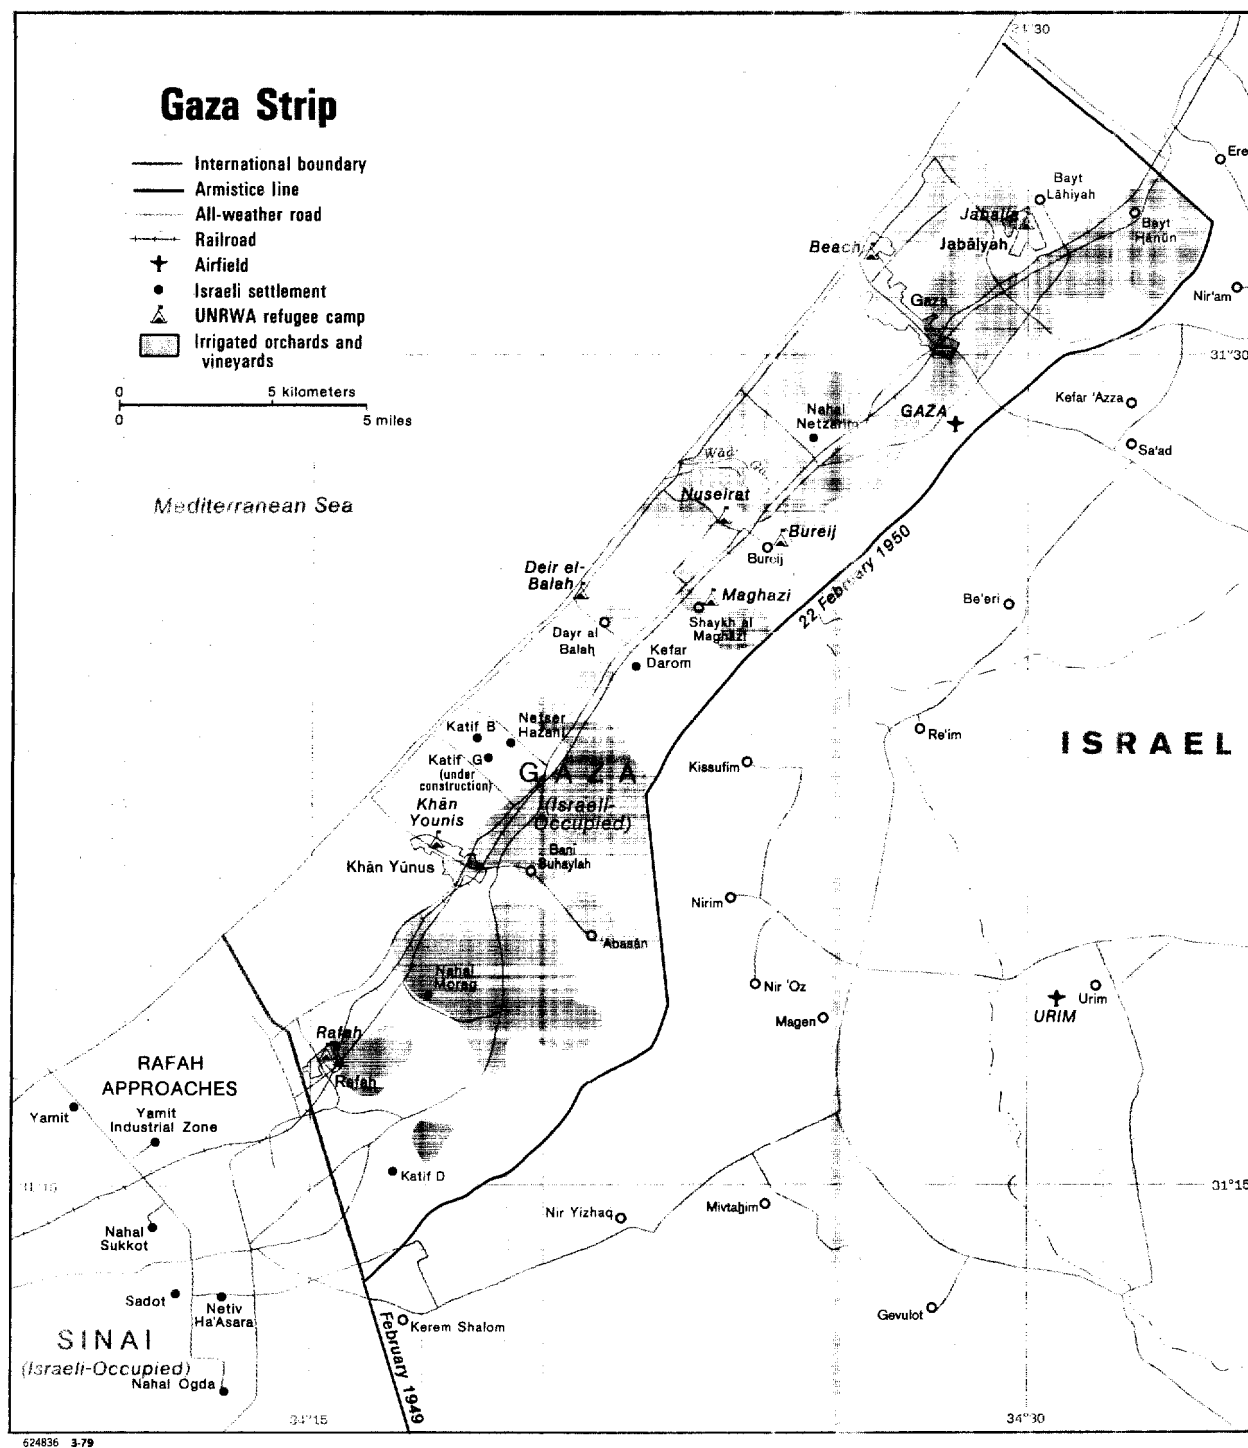 31°30
Gaza Strip
International boundary
Armistice line
All-weather road
Railroad
Airfield
Israeli settlement
UNRWA refugee camp
Irrigated orchards and
vineyards
0
5 kilometers
0
5 miles
Bayt
Lāhiyah
Jabalia
Jabālyah
Bayt
Ḥānūn
Beach
Nir'am
Gaza
31°30
Kefar 'Azza
GAZA
Nahal
Netzarim
Sa'ad
Mediterranean Sea
Nuseirat
Bureij
Bureij
22 February 1950
Deir el-
Balah
Maghazi
Be'eri
Shaykh al
Maghāzī
Dayr al
Balaḥ
Kefar
Darom
Katif B
Netser
Hazani
Re'im
ISRAEL
Katif G
(under
construction)
GAZA
(Israeli-
Occupied)
Kissufim
Khān
Younis
Khān Yūnus
Banī
Suhaylah
Nirim
'Abasān
Nahal
Morag
Nir 'Oz
Urim
URIM
Magen
Rafah
Rafah
RAFAH
APPROACHES
Yamit
Yamit
Industrial Zone
Katif D
31°15
31°15
Nahal
Sukkot
Nir Yizhaq
Mivtaḥim
Sadot
Netiv
Ha'Asara
Gevulot
SINAI
(Israeli-Occupied)
Kerem Shalom
Nahal Ogda
February 1949
34°15
34°30
624836 3-79